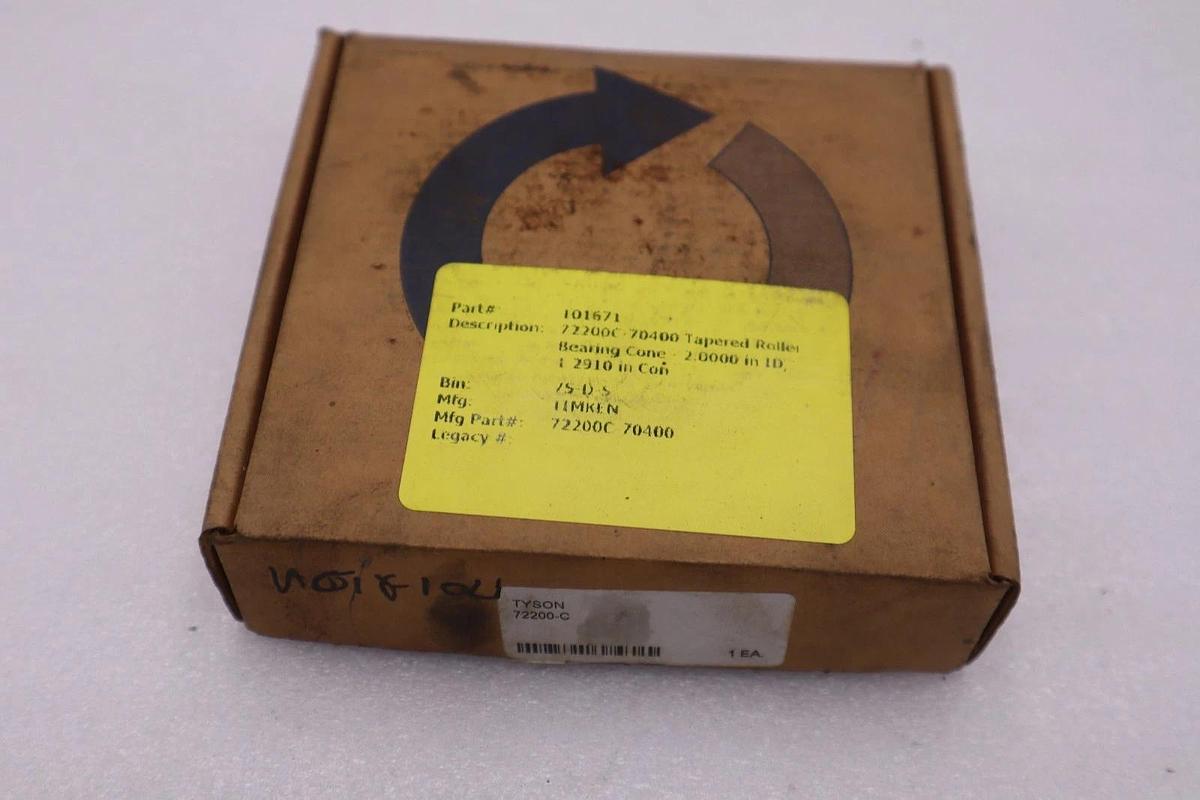 Part#: 101671
Description: 72200C-70400 Tapered Roller
Bearing Cone - 2.0000 in ID,
1 2910 in Con
Bin: 7S-D-5
Mfg: TIMKEN
Mfg Part#: 72200C 70400
Legacy #:
TYSON
72200-C
1 EA.